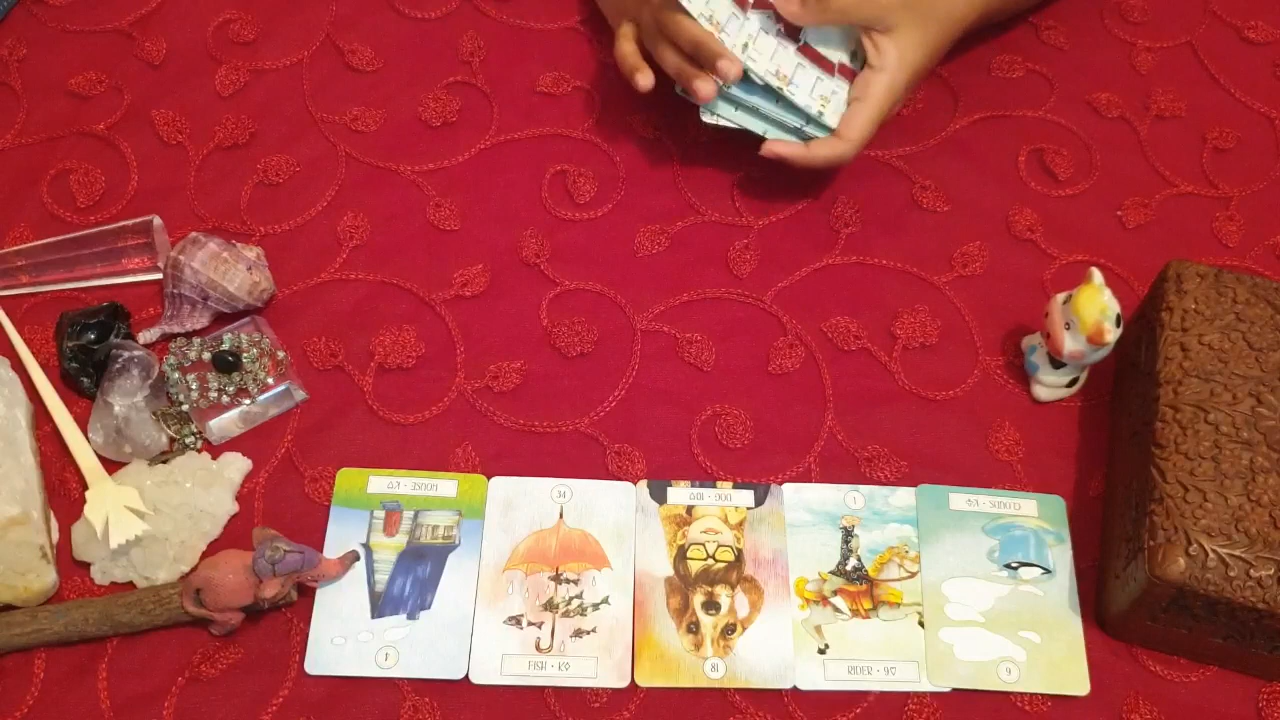 4
HOUSE · K♡
34
FISH · K♢
18
DOG · 10♡
1
RIDER · 9♡
6
CLOUDS · K♧